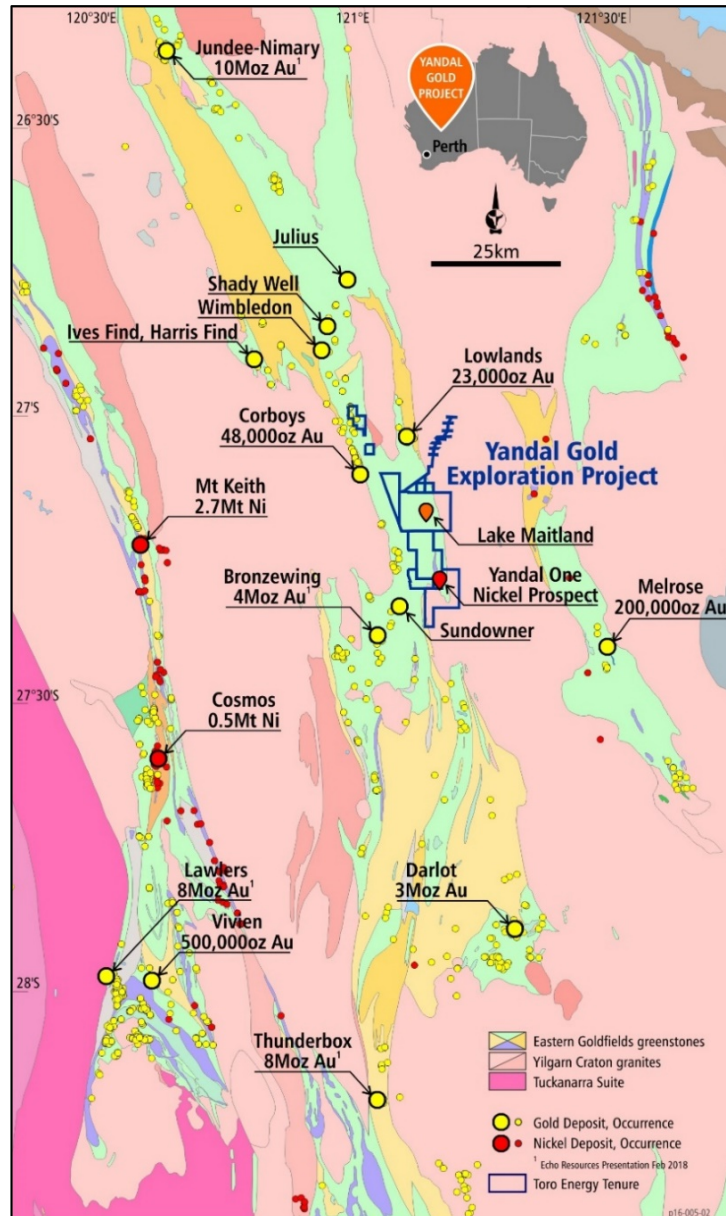 120°30'E
121°E
121°30'E
Jundee-Nimary
10Moz Au¹
YANDAL
GOLD
PROJECT
Perth
26°30'S
25km
Julius
Shady Well
Wimbledon
Ives Find, Harris Find
Lowlands
23,000oz Au
27°S
Corboys
48,000oz Au
Yandal Gold
Exploration Project
Mt Keith
2.7Mt Ni
Lake Maitland
Bronzewing
4Moz Au¹
Yandal One
Nickel Prospect
Melrose
200,000oz Au
Sundowner
27°30'S
Cosmos
0.5Mt Ni
Lawlers
8Moz Au¹
Darlot
3Moz Au
Vivien
500,000oz Au
28°S
Thunderbox
8Moz Au¹
Eastern Goldfields greenstones
Yilgarn Craton granites
Tuckanarra Suite
Gold Deposit, Occurrence
Nickel Deposit, Occurrence
¹ Echo Resources Presentation Feb 2018
Toro Energy Tenure
p16-005-02